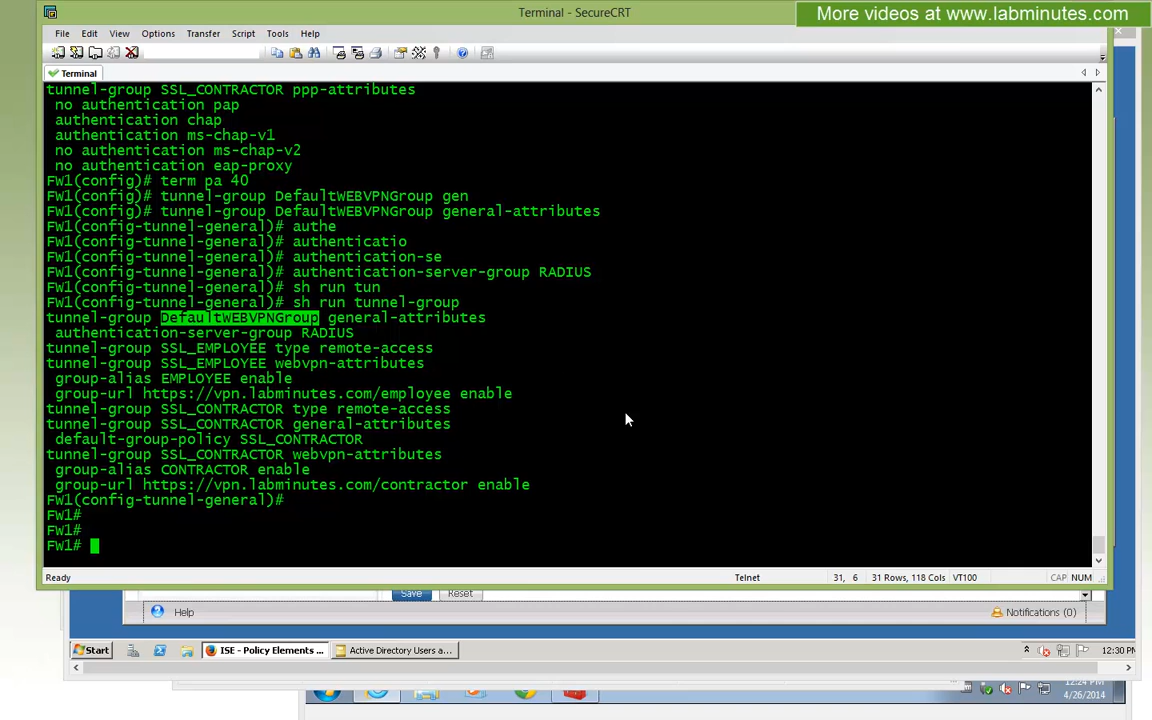 Terminal - SecureCRT
More videos at www.labminutes.com
File Edit View Options Transfer Script Tools Help
Terminal
tunnel-group SSL_CONTRACTOR ppp-attributes
no authentication pap
authentication chap
authentication ms-chap-v1
no authentication ms-chap-v2
no authentication eap-proxy
FW1(config)# term pa 40
FW1(config)# tunnel-group DefaultWEBVPNGroup gen
FW1(config)# tunnel-group DefaultWEBVPNGroup general-attributes
FW1(config-tunnel-general)# authe
FW1(config-tunnel-general)# authenticatio
FW1(config-tunnel-general)# authentication-se
FW1(config-tunnel-general)# authentication-server-group RADIUS
FW1(config-tunnel-general)# sh run tun
FW1(config-tunnel-general)# sh run tunnel-group
tunnel-group DefaultWEBVPNGroup general-attributes
authentication-server-group RADIUS
tunnel-group SSL_EMPLOYEE type remote-access
tunnel-group SSL_EMPLOYEE webvpn-attributes
group-alias EMPLOYEE enable
group-url https://vpn.labminutes.com/employee enable
tunnel-group SSL_CONTRACTOR type remote-access
tunnel-group SSL_CONTRACTOR general-attributes
default-group-policy SSL_CONTRACTOR
tunnel-group SSL_CONTRACTOR webvpn-attributes
group-alias CONTRACTOR enable
group-url https://vpn.labminutes.com/contractor enable
FW1(config-tunnel-general)#
FW1#
FW1#
FW1#
Ready Telnet 31, 6 31 Rows, 118 Cols VT100 CAP NUM
Save Reset
Help Notifications (0)
Start ISE - Policy Elements ... Active Directory Users a... 12:30 PM
12:24 PM
4/26/2014